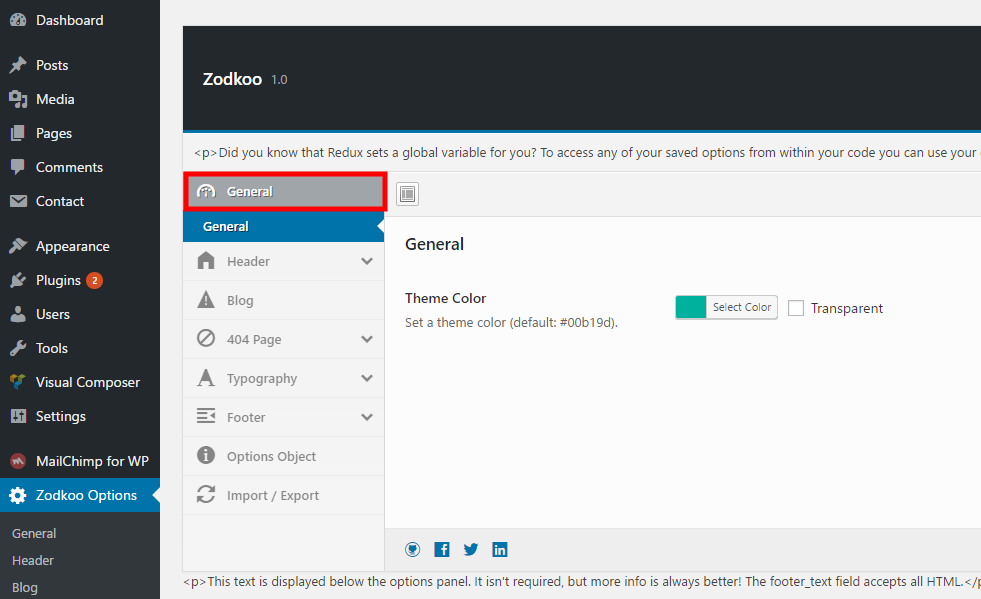 Dashboard
Posts
Media
Pages
Comments
Contact
Appearance
Plugins 2
Users
Tools
Visual Composer
Settings
MailChimp for WP
Zodkoo Options
General
Header
Blog
Zodkoo 1.0
<p>Did you know that Redux sets a global variable for you? To access any of your saved options from within your code you can use your
General
General
Header
Blog
404 Page
Typography
Footer
Options Object
Import / Export
General
Theme Color
Set a theme color (default: #00b19d).
Select Color
Transparent
<p>This text is displayed below the options panel. It isn't required, but more info is always better! The footer_text field accepts all HTML.</p